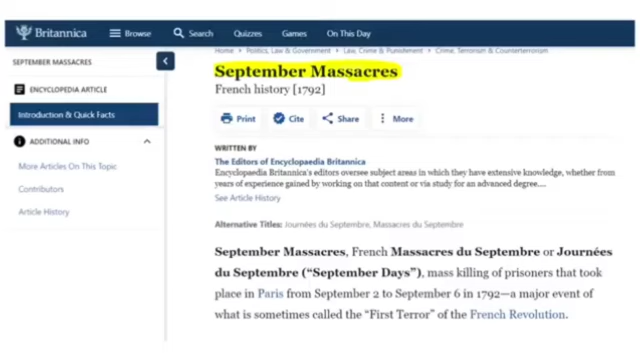 Britannica Browse Search Quizzes Games On This Day
Home › Politics, Law & Government › Law, Crime & Punishment › Crime, Terrorism & Counterterrorism
SEPTEMBER MASSACRES
ENCYCLOPEDIA ARTICLE
Introduction & Quick Facts
ADDITIONAL INFO
More Articles On This Topic
Contributors
Article History
September Massacres
French history [1792]
Print Cite Share More
WRITTEN BY
The Editors of Encyclopaedia Britannica
Encyclopaedia Britannica's editors oversee subject areas in which they have extensive knowledge, whether from
years of experience gained by working on that content or via study for an advanced degree....
See Article History
Alternative Titles: Journées du Septembre, Massacres du Septembre
September Massacres, French Massacres du Septembre or Journées
du Septembre (“September Days”), mass killing of prisoners that took
place in Paris from September 2 to September 6 in 1792—a major event of
what is sometimes called the “First Terror” of the French Revolution.